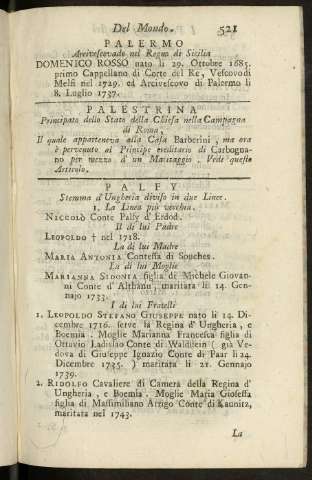 Del Mondo. 521
PALERMO
Arcivescovado nel Regno di Sicilia
DOMENICO ROSSO nato li 29. Ottobre 1685.
primo Cappellano di Corte del Re, Vescovo di
Melfi nel 1729. ed Arcivescovo di Palermo li
8. Luglio 1737.
PALESTRINA
Principato dello Stato della Chiesa nella Campagna
di Roma,
Il quale apparteneva alla Casa Barberini, ma ora
è pervenuto al Principe ereditario di Carbogna-
no per mezzo d' un Maritaggio. Vede questo
Articolo.
PALFY
Stemma d'Ungheria diviso in due Linee.
1. La Linea più vecchia.
NICCOLÒ Conte Palfy d'Erdod.
Il di lui Padre
LEOPOLDO † nel 1718.
La di lui Madre
MARIA ANTONIA Contessa di Souches.
La di lui Moglie
MARIANNA SIDONIA figlia di Michele Giovan-
ni Conte d' Althann, maritata li 14. Gen-
najo 1733.
I di lui Fratelli
1. LEOPOLDO STEFANO GIUSEPPE nato li 14. Di-
cembre 1716. serve la Regina d' Ungheria, e
Boemia. Moglie Marianna Francesca figlia di
Ottavio Ladislao Conte di Waldstein (già Ve-
dova di Giuseppe Ignazio Conte di Paar li 24.
Dicembre 1735.) maritata li 21. Gennajo
1739.
2. RIDOLFO Cavaliere di Camera della Regina d'
Ungheria, e Boemia. Moglie Maria Gioseffa
figlia di Massimiliano Arrigo Conte di Kaunitz,
maritata nel 1743.
La